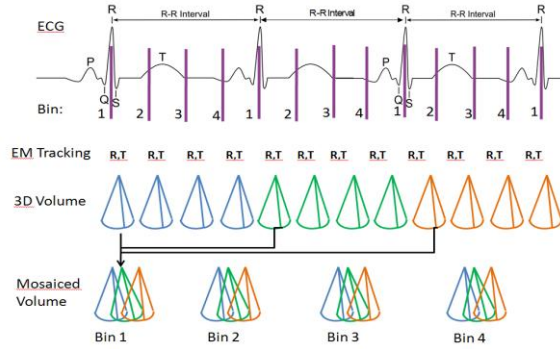 R R R R
R-R Interval R-R Interval R-R Interval
ECG
P T P T
Q S Q S
Bin: 1 2 3 4 1 2 3 4 1 2 3 4 1
EM Tracking R,T R,T R,T R,T R,T R,T R,T R,T R,T R,T R,T R,T
3D Volume
Mosaiced
Volume
Bin 1 Bin 2 Bin 3 Bin 4